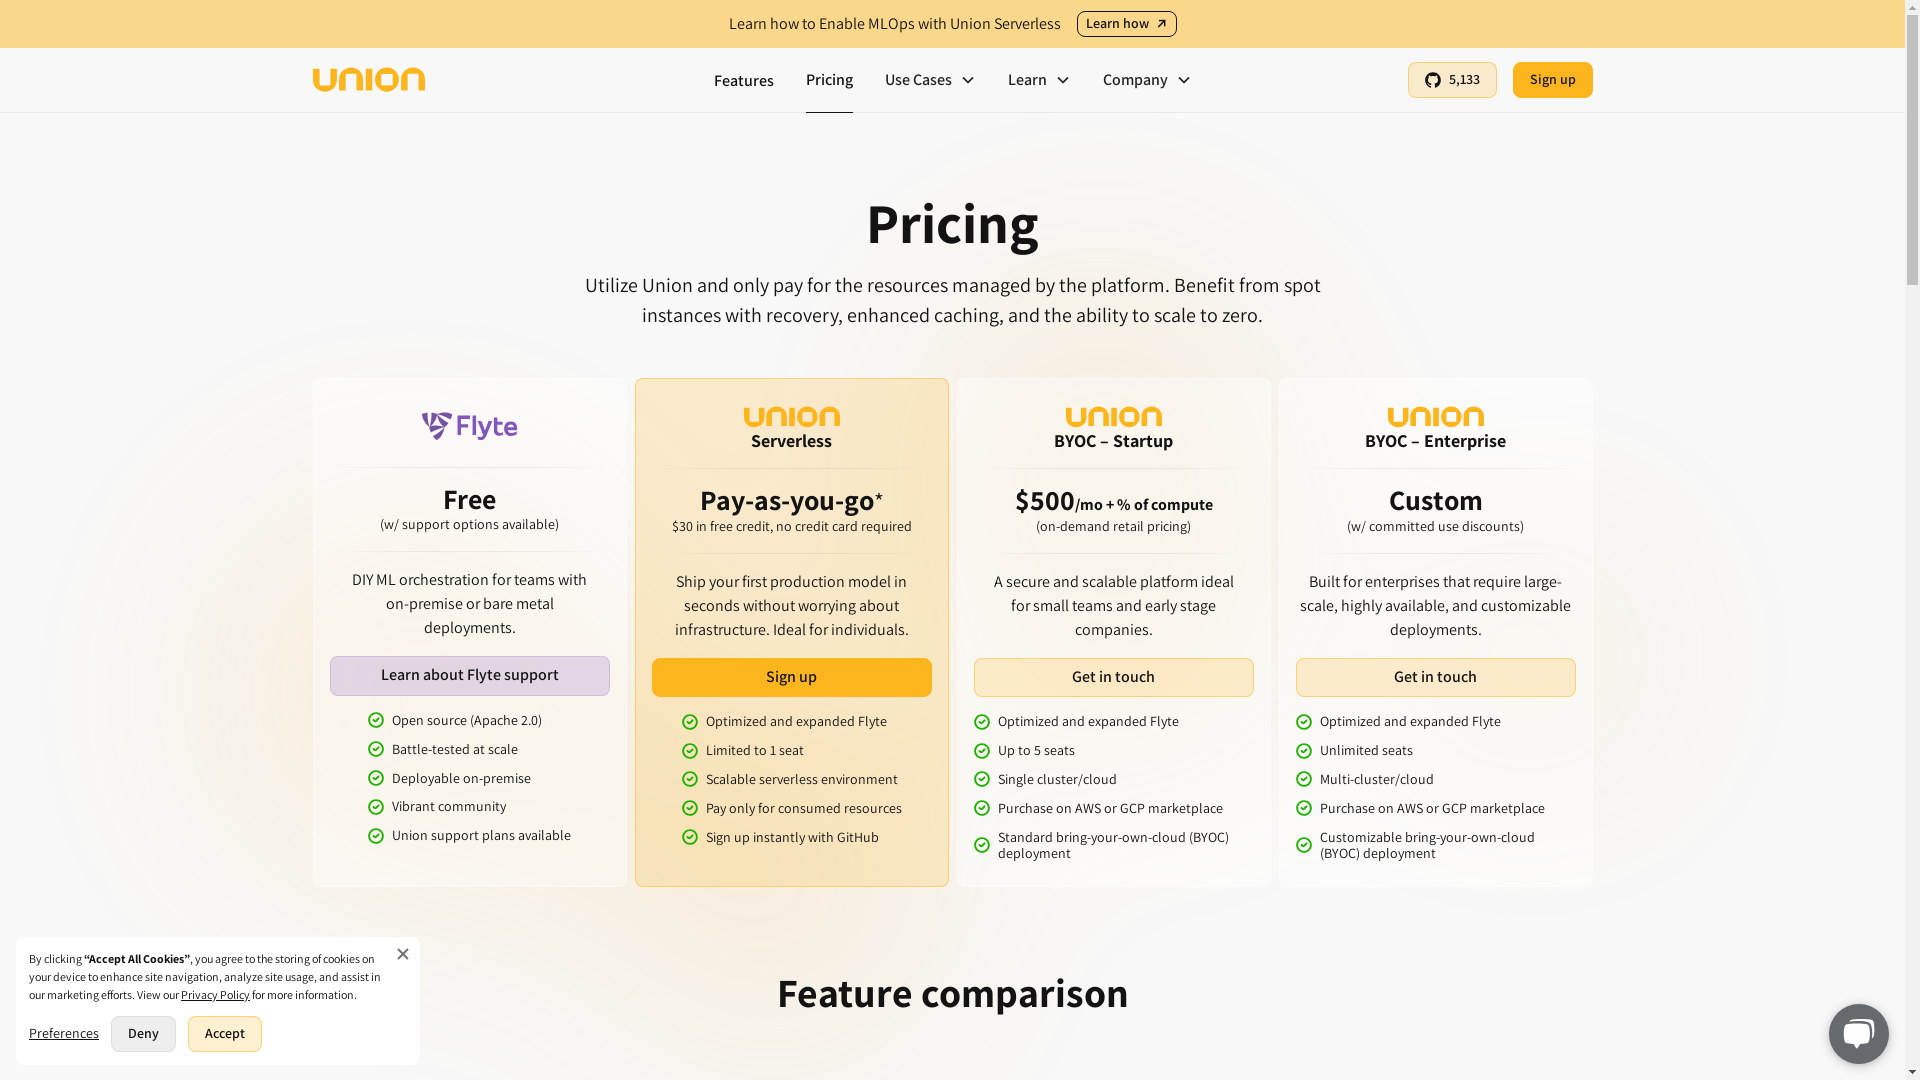 Learn how to Enable MLOps with Union Serverless
Learn how
UNION
Features
Pricing
Use Cases
Learn
Company
5,133
Sign up
Pricing
Utilize Union and only pay for the resources managed by the platform. Benefit from spot
instances with recovery, enhanced caching, and the ability to scale to zero.
Flyte
Free
(w/ support options available)
DIY ML orchestration for teams with
on-premise or bare metal
deployments.
Learn about Flyte support
Open source (Apache 2.0)
Battle-tested at scale
Deployable on-premise
Vibrant community
Union support plans available
UNION
Serverless
Pay-as-you-go*
$30 in free credit, no credit card required
Ship your first production model in
seconds without worrying about
infrastructure. Ideal for individuals.
Sign up
Optimized and expanded Flyte
Limited to 1 seat
Scalable serverless environment
Pay only for consumed resources
Sign up instantly with GitHub
UNION
BYOC – Startup
$500/mo + % of compute
(on-demand retail pricing)
A secure and scalable platform ideal
for small teams and early stage
companies.
Get in touch
Optimized and expanded Flyte
Up to 5 seats
Single cluster/cloud
Purchase on AWS or GCP marketplace
Standard bring-your-own-cloud (BYOC)
deployment
UNION
BYOC – Enterprise
Custom
(w/ committed use discounts)
Built for enterprises that require large-
scale, highly available, and customizable
deployments.
Get in touch
Optimized and expanded Flyte
Unlimited seats
Multi-cluster/cloud
Purchase on AWS or GCP marketplace
Customizable bring-your-own-cloud
(BYOC) deployment
Feature comparison
By clicking “Accept All Cookies”, you agree to the storing of cookies on
your device to enhance site navigation, analyze site usage, and assist in
our marketing efforts. View our Privacy Policy for more information.
Preferences
Deny
Accept